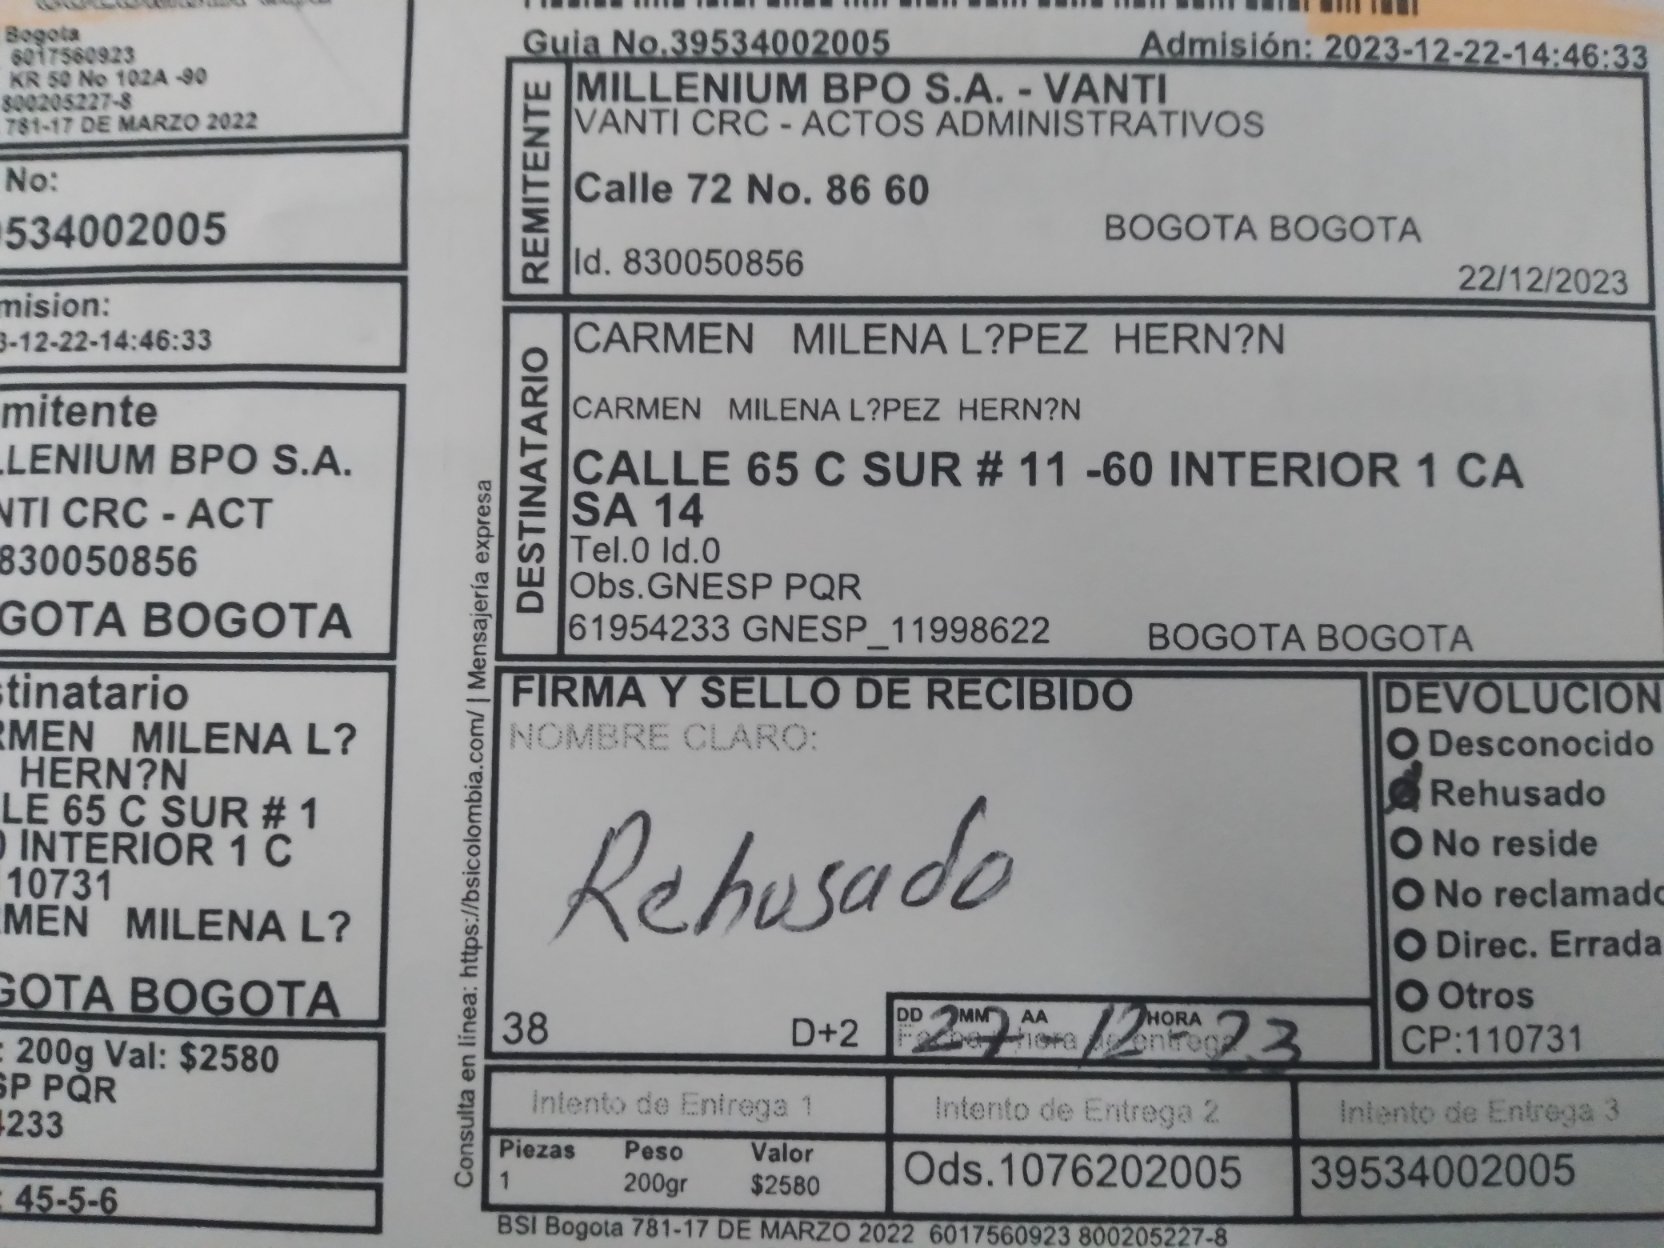 Bogota
6017560923
KR 50 No 102A -90
800205227-8
781-17 DE MARZO 2022
No:
9534002005
mision:
3-12-22-14:46:33
mitente
LLENIUM BPO S.A.
NTI CRC - ACT
830050856
GOTA BOGOTA
stinatario
RMEN MILENA L?
HERN?N
LE 65 C SUR # 1
0 INTERIOR 1 C
10731
RMEN MILENA L?
GOTA BOGOTA
: 200g Val: $2580
SP PQR
4233
: 45-5-6
Consulta en línea: https://bsicolombia.com/ | Mensajería expresa
Guia No.39534002005 Admisión: 2023-12-22-14:46:33
REMITENTE
MILLENIUM BPO S.A. - VANTI
VANTI CRC - ACTOS ADMINISTRATIVOS
Calle 72 No. 86 60
BOGOTA BOGOTA
Id. 830050856
22/12/2023
DESTINATARIO
CARMEN MILENA L?PEZ HERN?N
CARMEN MILENA L?PEZ HERN?N
CALLE 65 C SUR # 11 -60 INTERIOR 1 CA
SA 14
Tel.0 Id.0
Obs.GNESP PQR
61954233 GNESP_11998622 BOGOTA BOGOTA
FIRMA Y SELLO DE RECIBIDO
NOMBRE CLARO:
Rehusado
38 D+2
DD MM AA HORA
Fecha y hora de entrega
27-12-23
DEVOLUCION
Desconocido
Rehusado
No reside
No reclamado
Direc. Errada
Otros
CP:110731
Intento de Entrega 1 Intento de Entrega 2 Intento de Entrega 3
Piezas Peso Valor
1 200gr $2580
Ods.1076202005 39534002005
BSI Bogota 781-17 DE MARZO 2022 6017560923 800205227-8